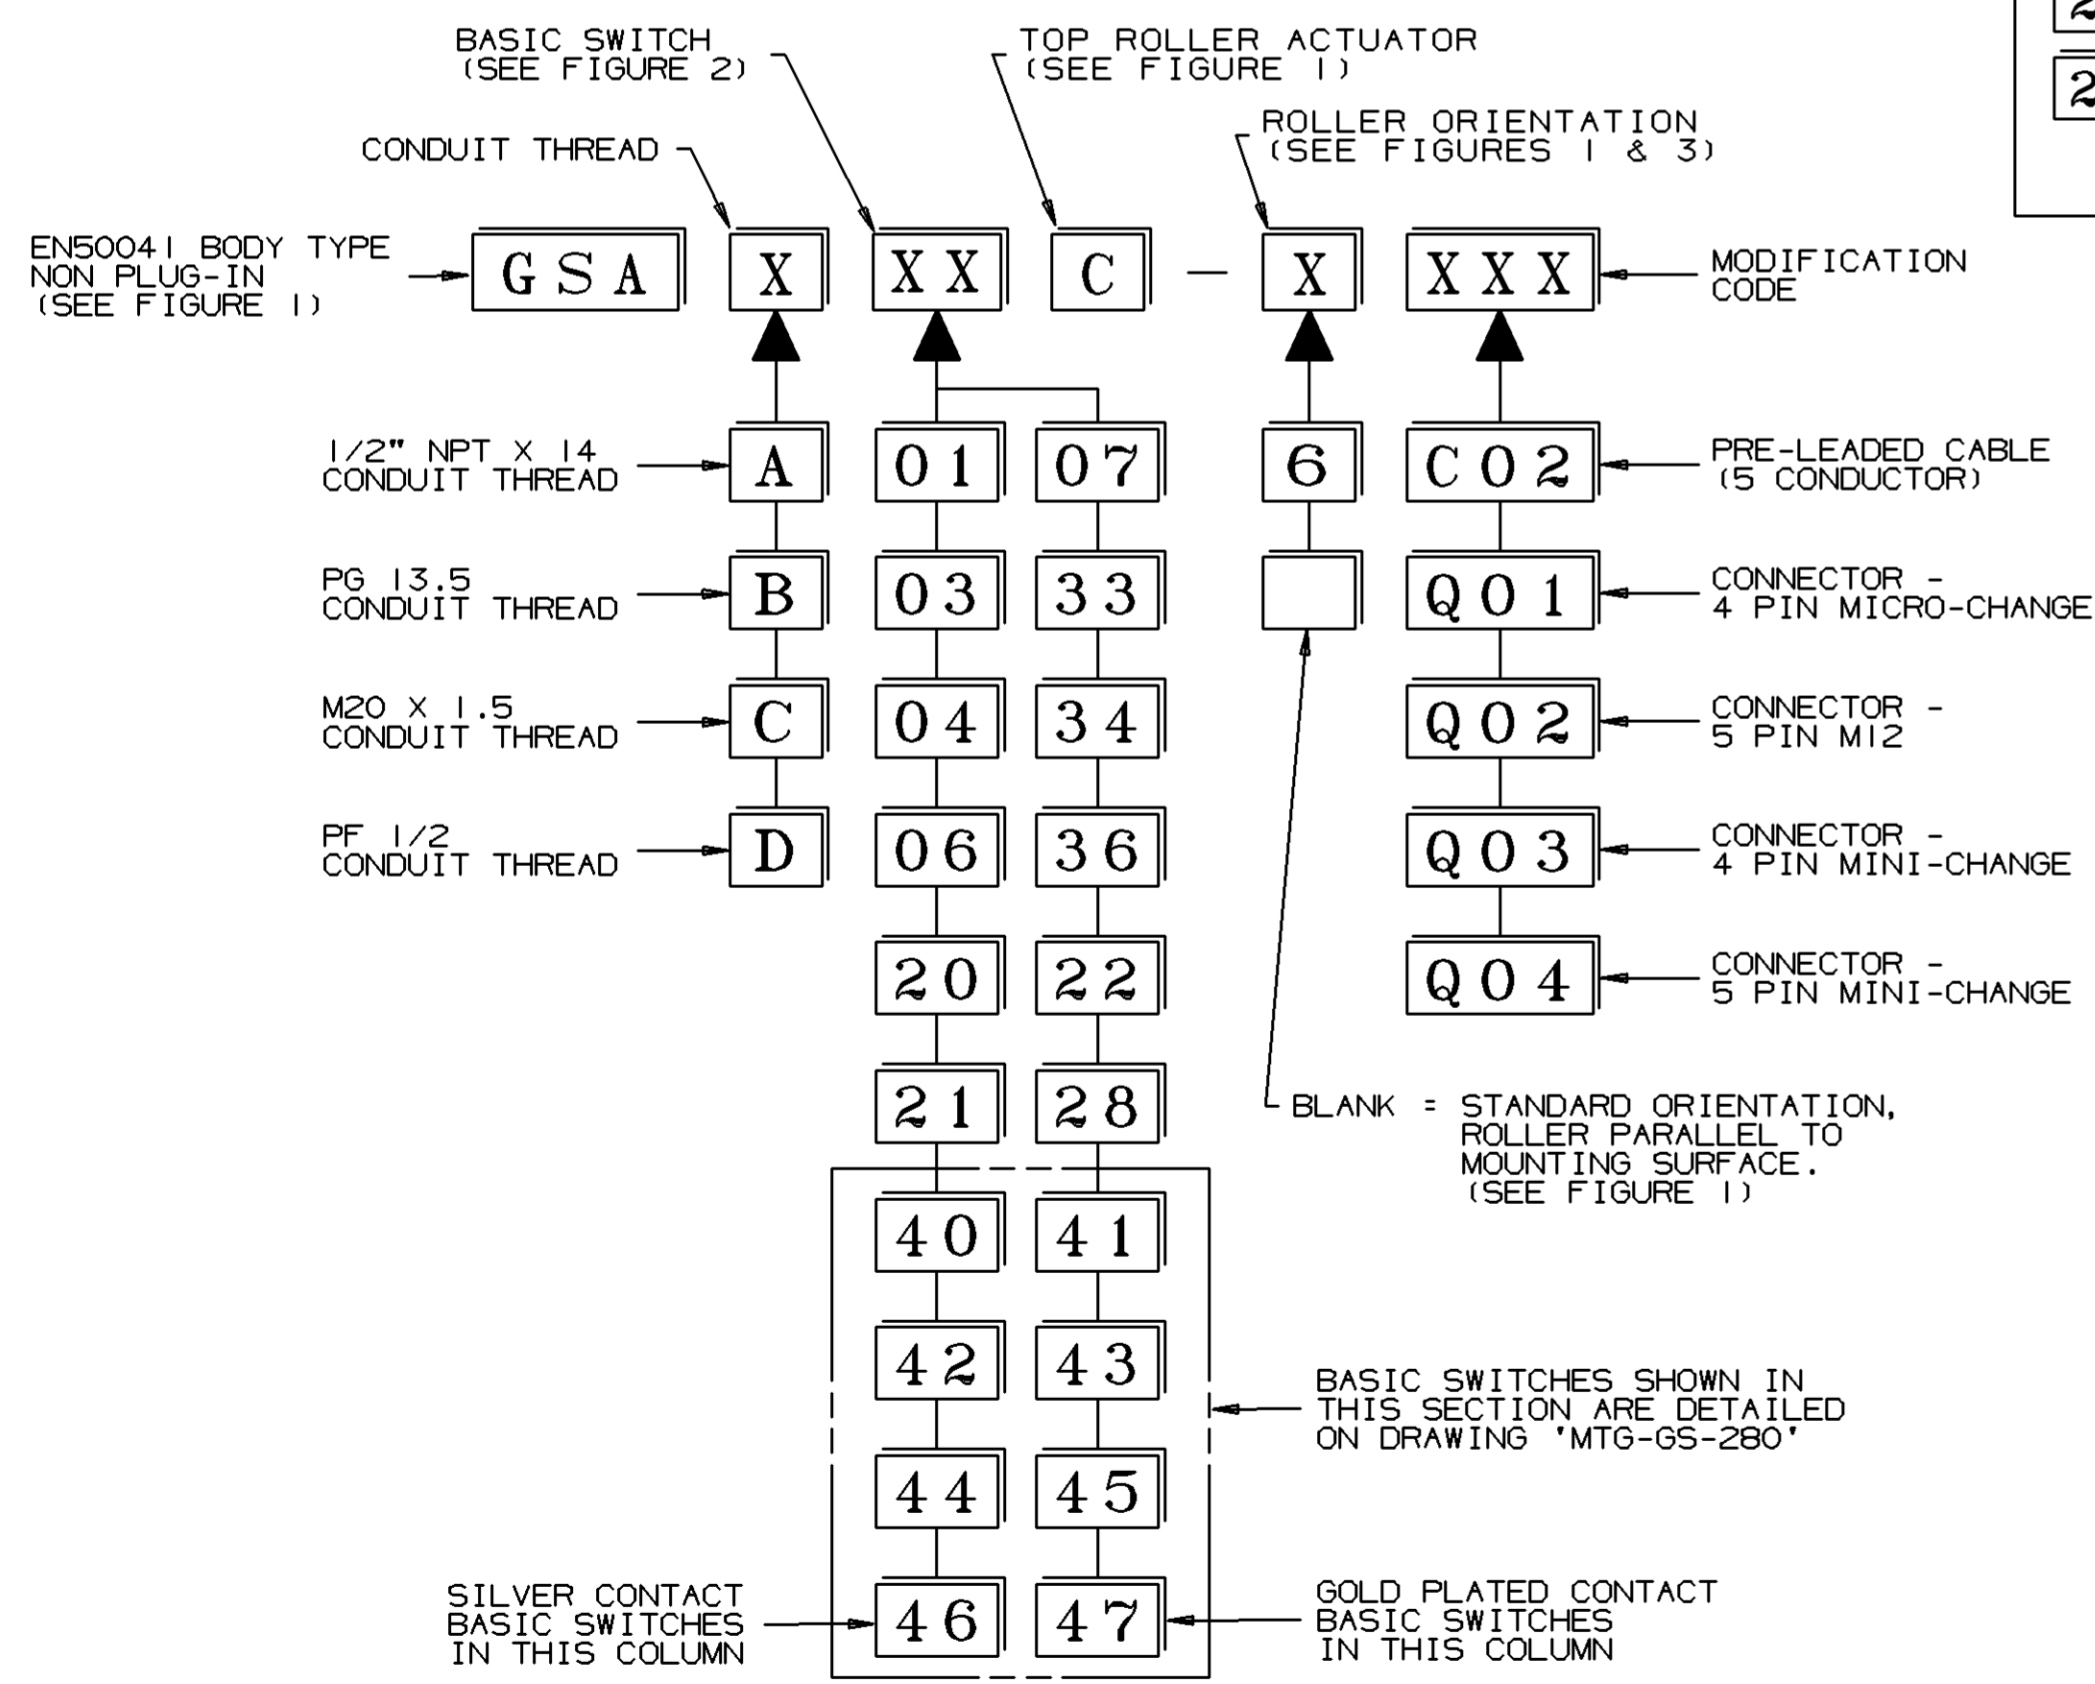 BASIC SWITCH
(SEE FIGURE 2)
TOP ROLLER ACTUATOR
(SEE FIGURE 1)
CONDUIT THREAD
ROLLER ORIENTATION
(SEE FIGURES 1 & 3)
EN50041 BODY TYPE
NON PLUG-IN
(SEE FIGURE 1)
GSA X XX C - X XXX
MODIFICATION
CODE
1/2" NPT X 14
CONDUIT THREAD
A 01 07 6 C02
PRE-LEADED CABLE
(5 CONDUCTOR)
PG 13.5
CONDUIT THREAD
B 03 33 Q01
CONNECTOR -
4 PIN MICRO-CHANGE
M20 X 1.5
CONDUIT THREAD
C 04 34 Q02
CONNECTOR -
5 PIN M12
PF 1/2
CONDUIT THREAD
D 06 36 Q03
CONNECTOR -
4 PIN MINI-CHANGE
20 22 Q04
CONNECTOR -
5 PIN MINI-CHANGE
21 28
BLANK = STANDARD ORIENTATION,
ROLLER PARALLEL TO
MOUNTING SURFACE.
(SEE FIGURE 1)
40 41
42 43
BASIC SWITCHES SHOWN IN
THIS SECTION ARE DETAILED
ON DRAWING 'MTG-GS-280'
44 45
SILVER CONTACT
BASIC SWITCHES
IN THIS COLUMN
46 47
GOLD PLATED CONTACT
BASIC SWITCHES
IN THIS COLUMN